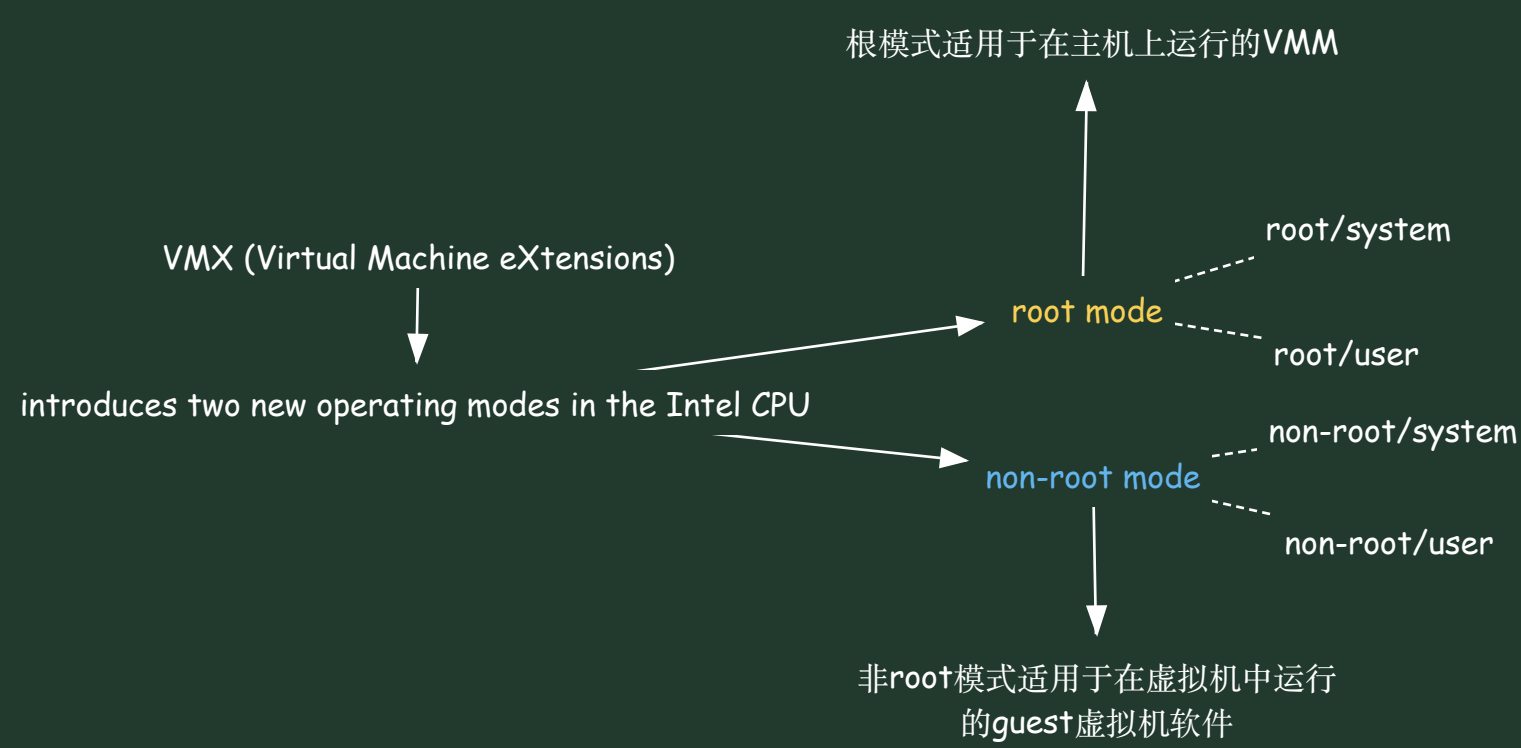 根模式适用于在主机上运行的VMM
root/system
VMX (Virtual Machine eXtensions)
root mode
root/user
introduces two new operating modes in the Intel CPU
non-root/system
non-root mode
non-root/user
非root模式适用于在虚拟机中运行
的guest虚拟机软件